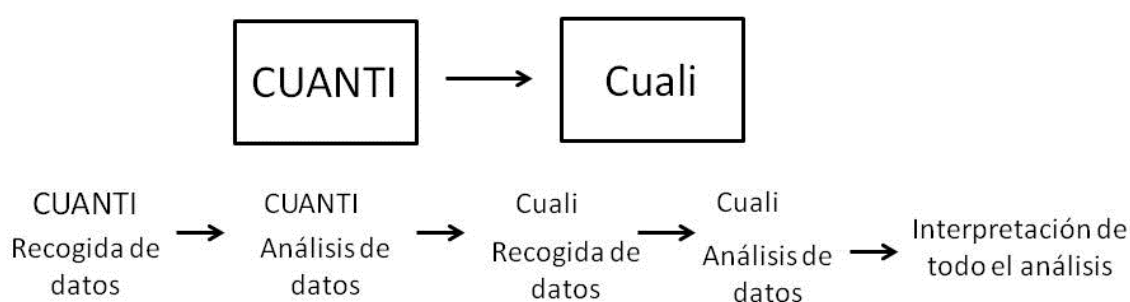 CUANTI
Cuali
CUANTI
Recogida de
datos
CUANTI
Análisis de
datos
Cuali
Recogida de
datos
Cuali
Análisis de
datos
Interpretación de
todo el análisis